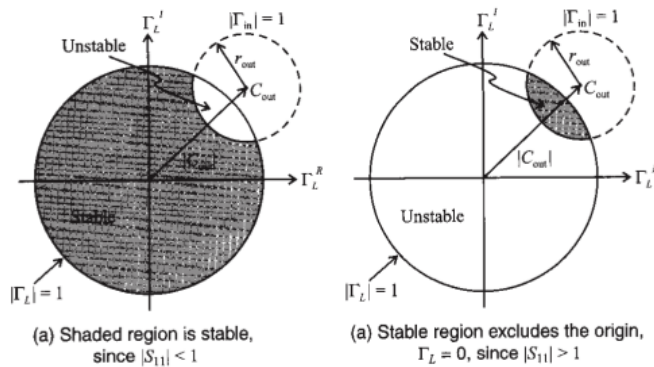 Γ_L^I
|Γ_in| = 1
Unstable
r_out
C_out
|C_out|
Γ_L^R
Stable
|Γ_L| = 1
(a) Shaded region is stable,
since |S_11| < 1
Γ_L^I
|Γ_in| = 1
Stable
r_out
C_out
|C_out|
Unstable
|Γ_L| = 1
(a) Stable region excludes the origin,
Γ_L = 0, since |S_11| > 1